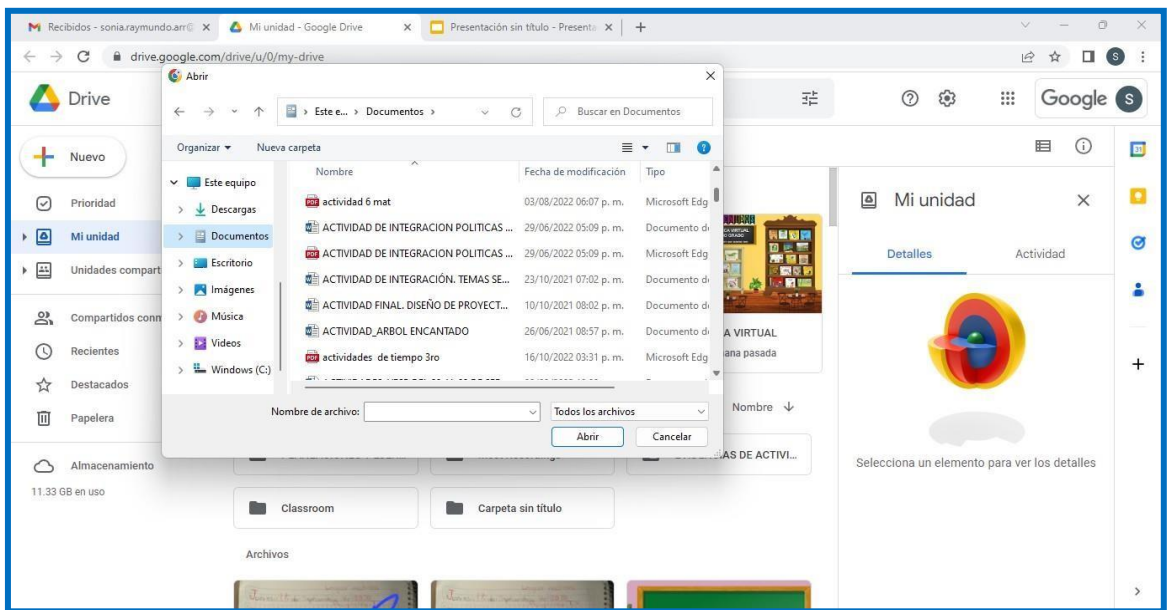 Recibidos - sonia.raymundo.arr
Mi unidad - Google Drive
Presentación sin título - Presenta
drive.google.com/drive/u/0/my-drive
S
Abrir
Drive
Este e... › Documentos ›
Buscar en Documentos
Google
S
Organizar
Nueva carpeta
Nuevo
Prioridad
Mi unidad
Unidades compart
Compartidos conm
Recientes
Destacados
Papelera
Almacenamiento
11.33 GB en uso
Este equipo
Descargas
Documentos
Escritorio
Imágenes
Música
Videos
Windows (C:)
Nombre Fecha de modificación Tipo
actividad 6 mat 03/08/2022 06:07 p. m. Microsoft Edg
ACTIVIDAD DE INTEGRACION POLITICAS ... 29/06/2022 05:09 p. m. Documento de
ACTIVIDAD DE INTEGRACION POLITICAS ... 29/06/2022 05:09 p. m. Microsoft Edg
ACTIVIDAD DE INTEGRACIÓN. TEMAS SE... 23/10/2021 07:02 p. m. Documento de
ACTIVIDAD FINAL. DISEÑO DE PROYECT... 10/10/2021 08:02 p. m. Documento de
ACTIVIDAD_ARBOL ENCANTADO 26/06/2021 08:57 p. m. Documento de
actividades de tiempo 3ro 16/10/2022 03:31 p. m. Microsoft Edg
Nombre de archivo:
Todos los archivos
Abrir
Cancelar
A VIRTUAL
ana pasada
Nombre
AS DE ACTIVI...
Classroom
Carpeta sin título
Archivos
Mi unidad
Detalles
Actividad
Selecciona un elemento para ver los detalles
31